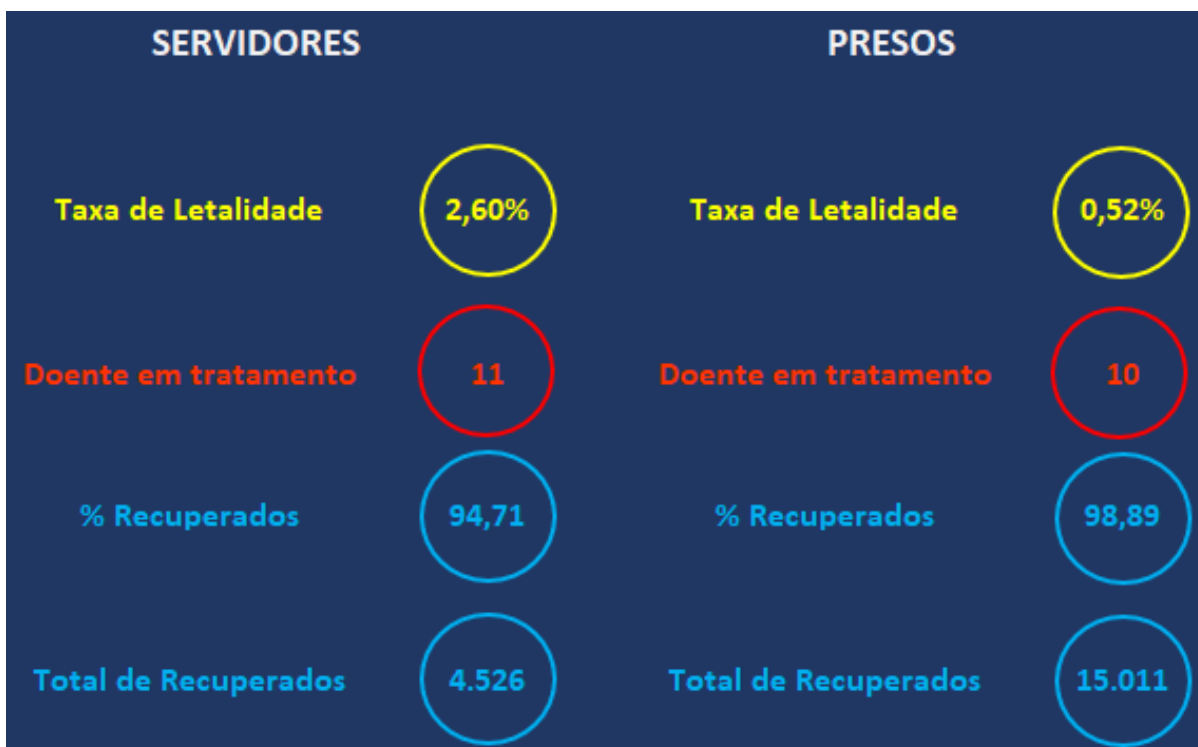 SERVIDORES
Taxa de Letalidade 2,60%
Doente em tratamento 11
% Recuperados 94,71
Total de Recuperados 4.526
PRESOS
Taxa de Letalidade 0,52%
Doente em tratamento 10
% Recuperados 98,89
Total de Recuperados 15.011